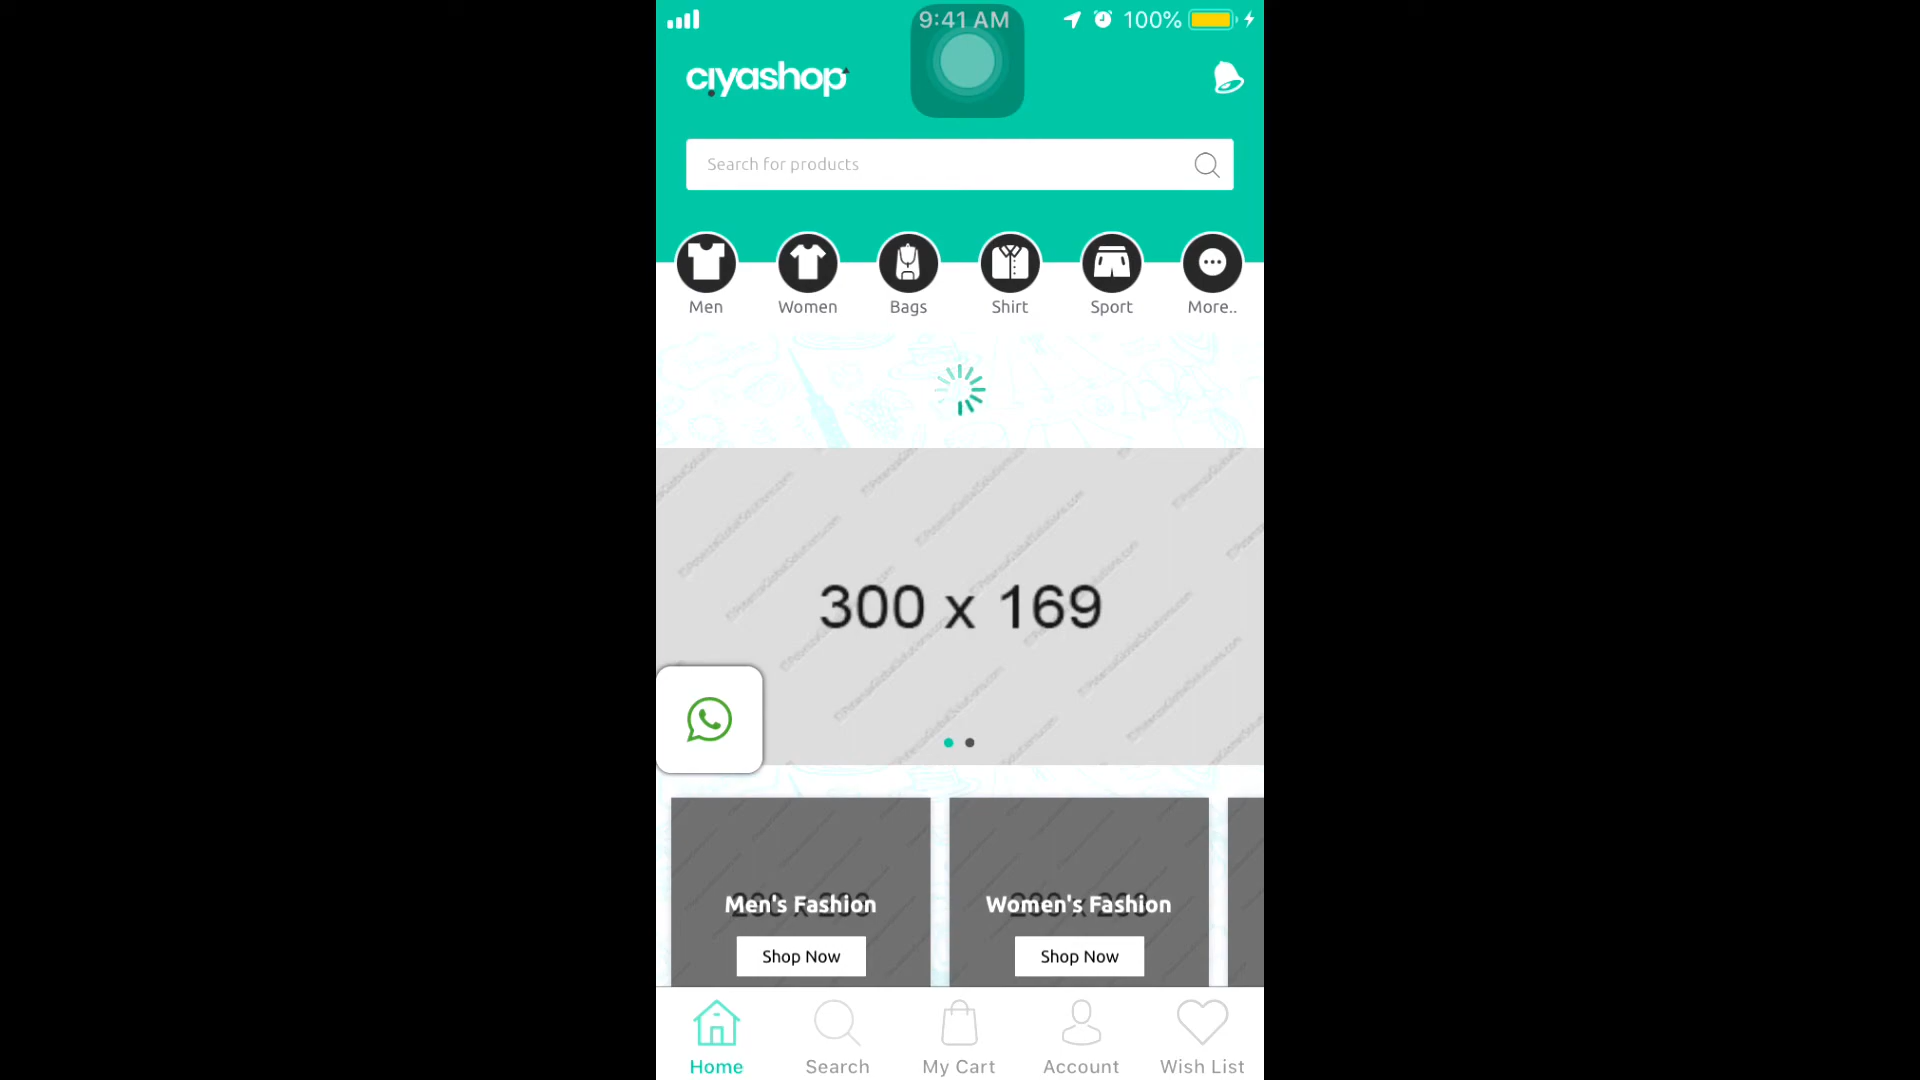 9:41 AM
100%
ciyashop
Search for products
Men
Women
Bags
Shirt
Sport
More..
300 x 169
Men's Fashion
Women's Fashion
Shop Now
Shop Now
Home
Search
My Cart
Account
Wish List